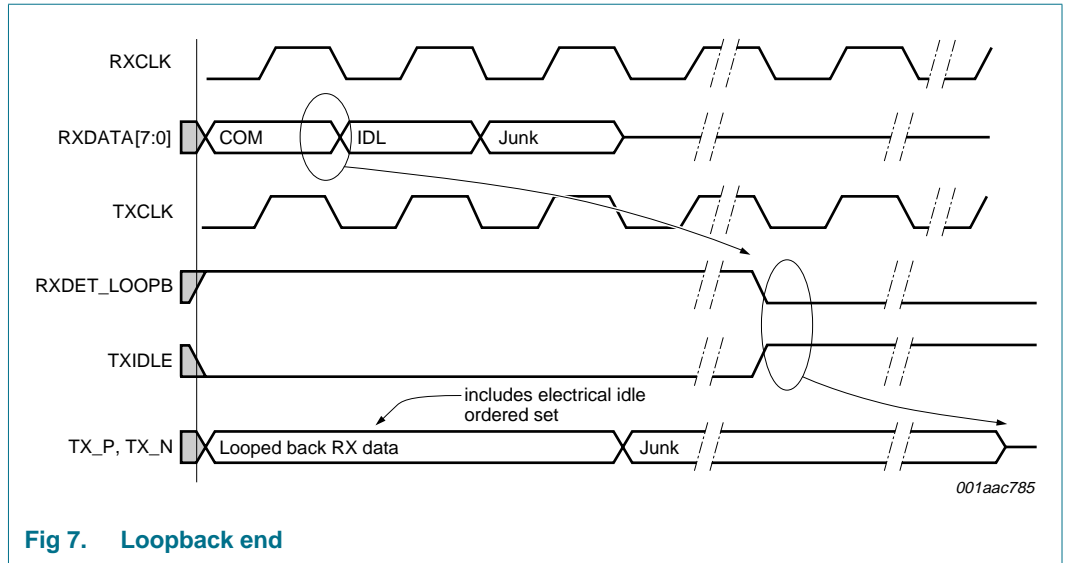 RXCLK
RXDATA[7:0]
COM
IDL
Junk
TXCLK
RXDET_LOOPB
TXIDLE
includes electrical idle
ordered set
TX_P, TX_N
Looped back RX data
Junk
001aac785
Fig 7. Loopback end